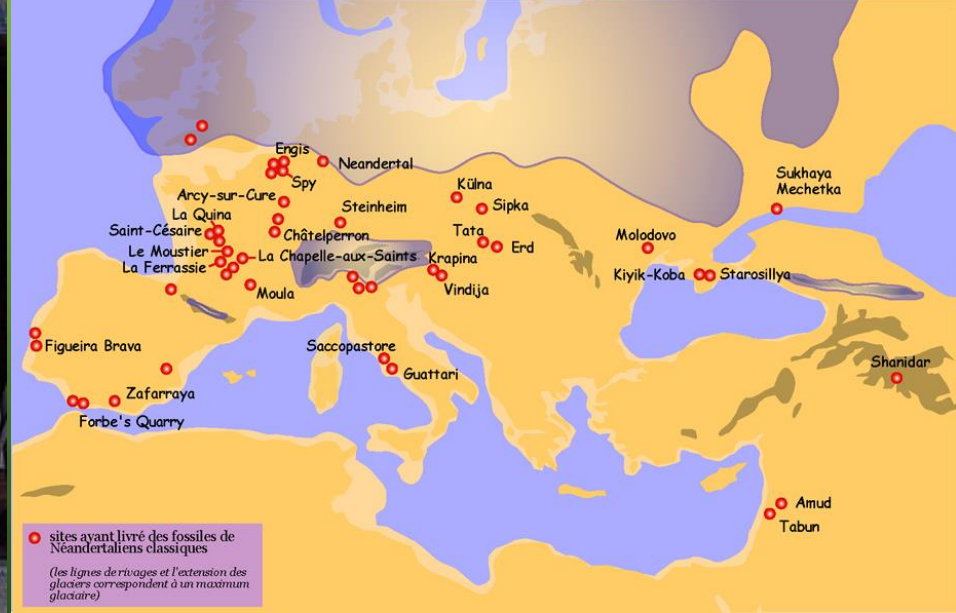 Engis
Neandertal
Spy
Arcy-sur-Cure
La Quina
Steinheim
Saint-Césaire
Châtelperron
Le Moustier
La Chapelle-aux-Saints
La Ferrassie
Moula
Külna
Sipka
Tata
Erd
Krapina
Vindija
Sukhaya
Mechetka
Molodovo
Kiyik-Koba
Starosillya
Figueira Brava
Saccopastore
Guattari
Shanidar
Zafarraya
Forbe's Quarry
Amud
Tabun
sites ayant livré des fossiles de
Néandertaliens classiques
(les lignes de rivages et l'extension des
glaciers correspondent à un maximum
glaciaire)